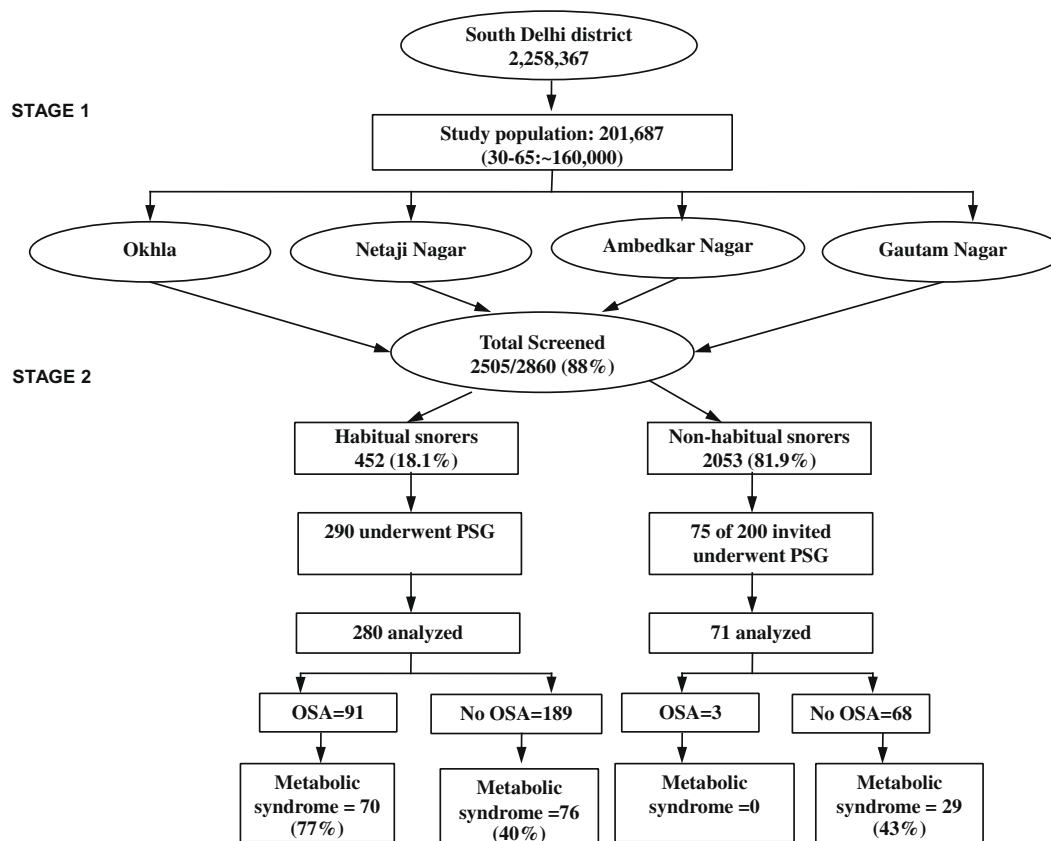 South Delhi district
2,258,367
STAGE 1
Study population: 201,687
(30-65:~160,000)
Okhla
Netaji Nagar
Ambedkar Nagar
Gautam Nagar
Total Screened
2505/2860 (88%)
STAGE 2
Habitual snorers
452 (18.1%)
Non-habitual snorers
2053 (81.9%)
290 underwent PSG
75 of 200 invited
underwent PSG
280 analyzed
71 analyzed
OSA=91
No OSA=189
OSA=3
No OSA=68
Metabolic
syndrome = 70
(77%)
Metabolic
syndrome =76
(40%)
Metabolic
syndrome =0
Metabolic
syndrome = 29
(43%)